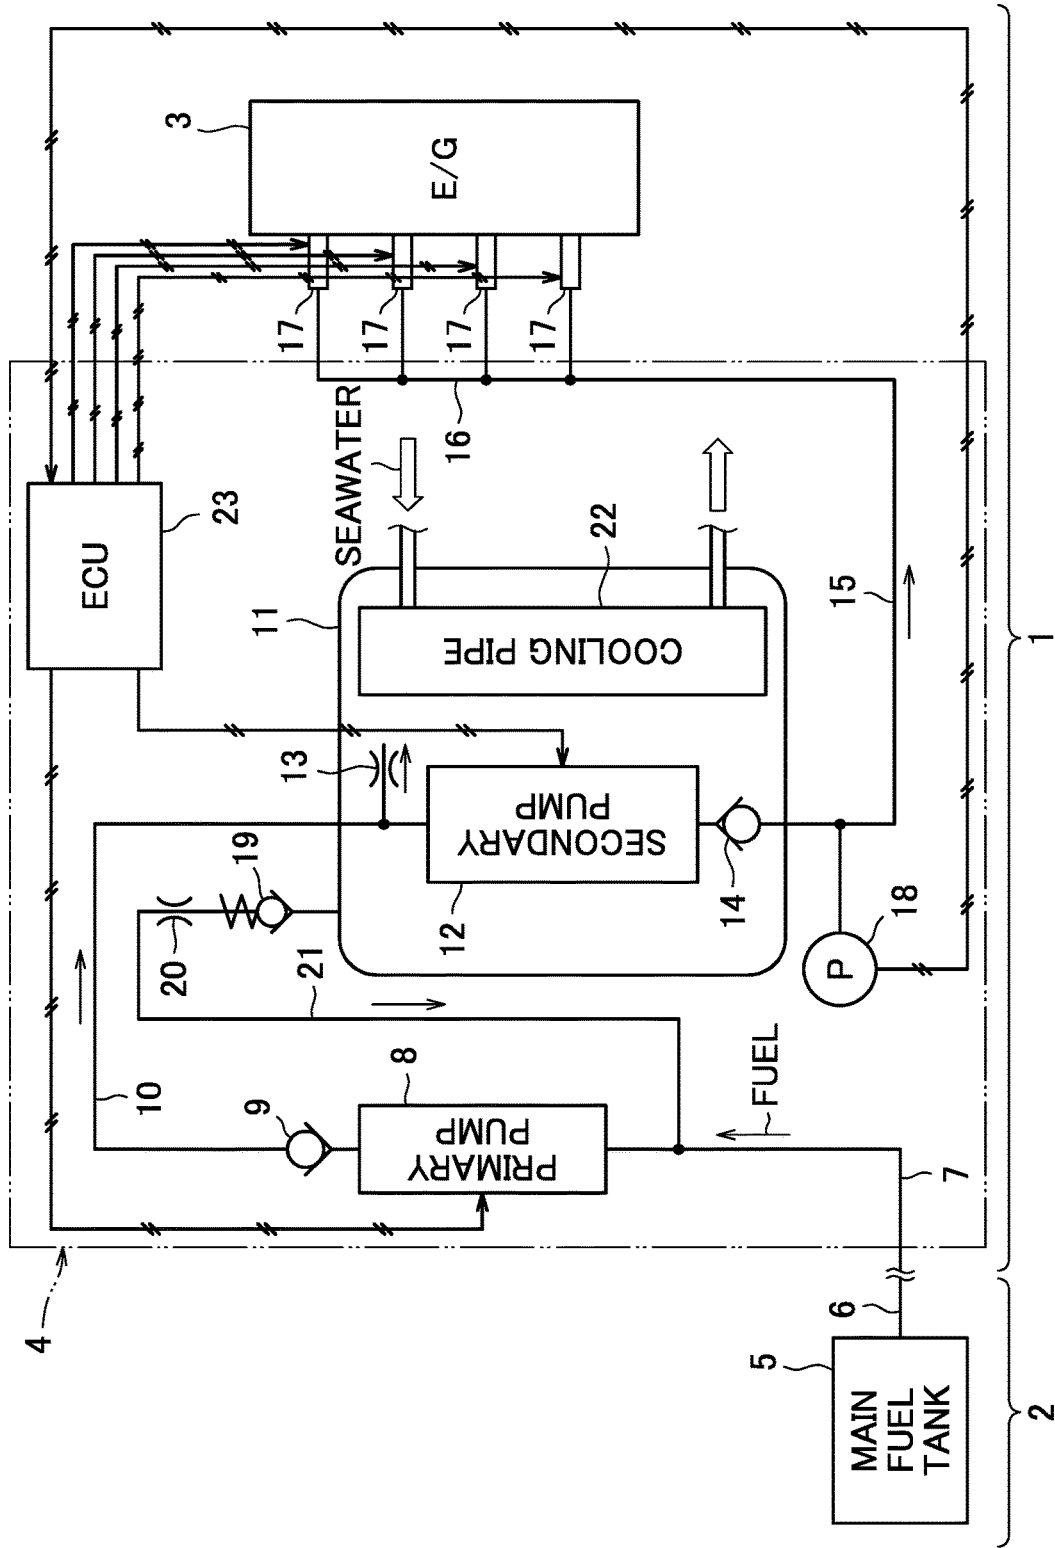 4
23
ECU
3
E/G
17
17
17
17
16
SEAWATER
11
22
COOLING PIPE
13
12
SECONDARY
PUMP
14
15
18
P
19
20
21
10
9
8
PRIMARY
PUMP
FUEL
7
6
5
MAIN
FUEL
TANK
1
2